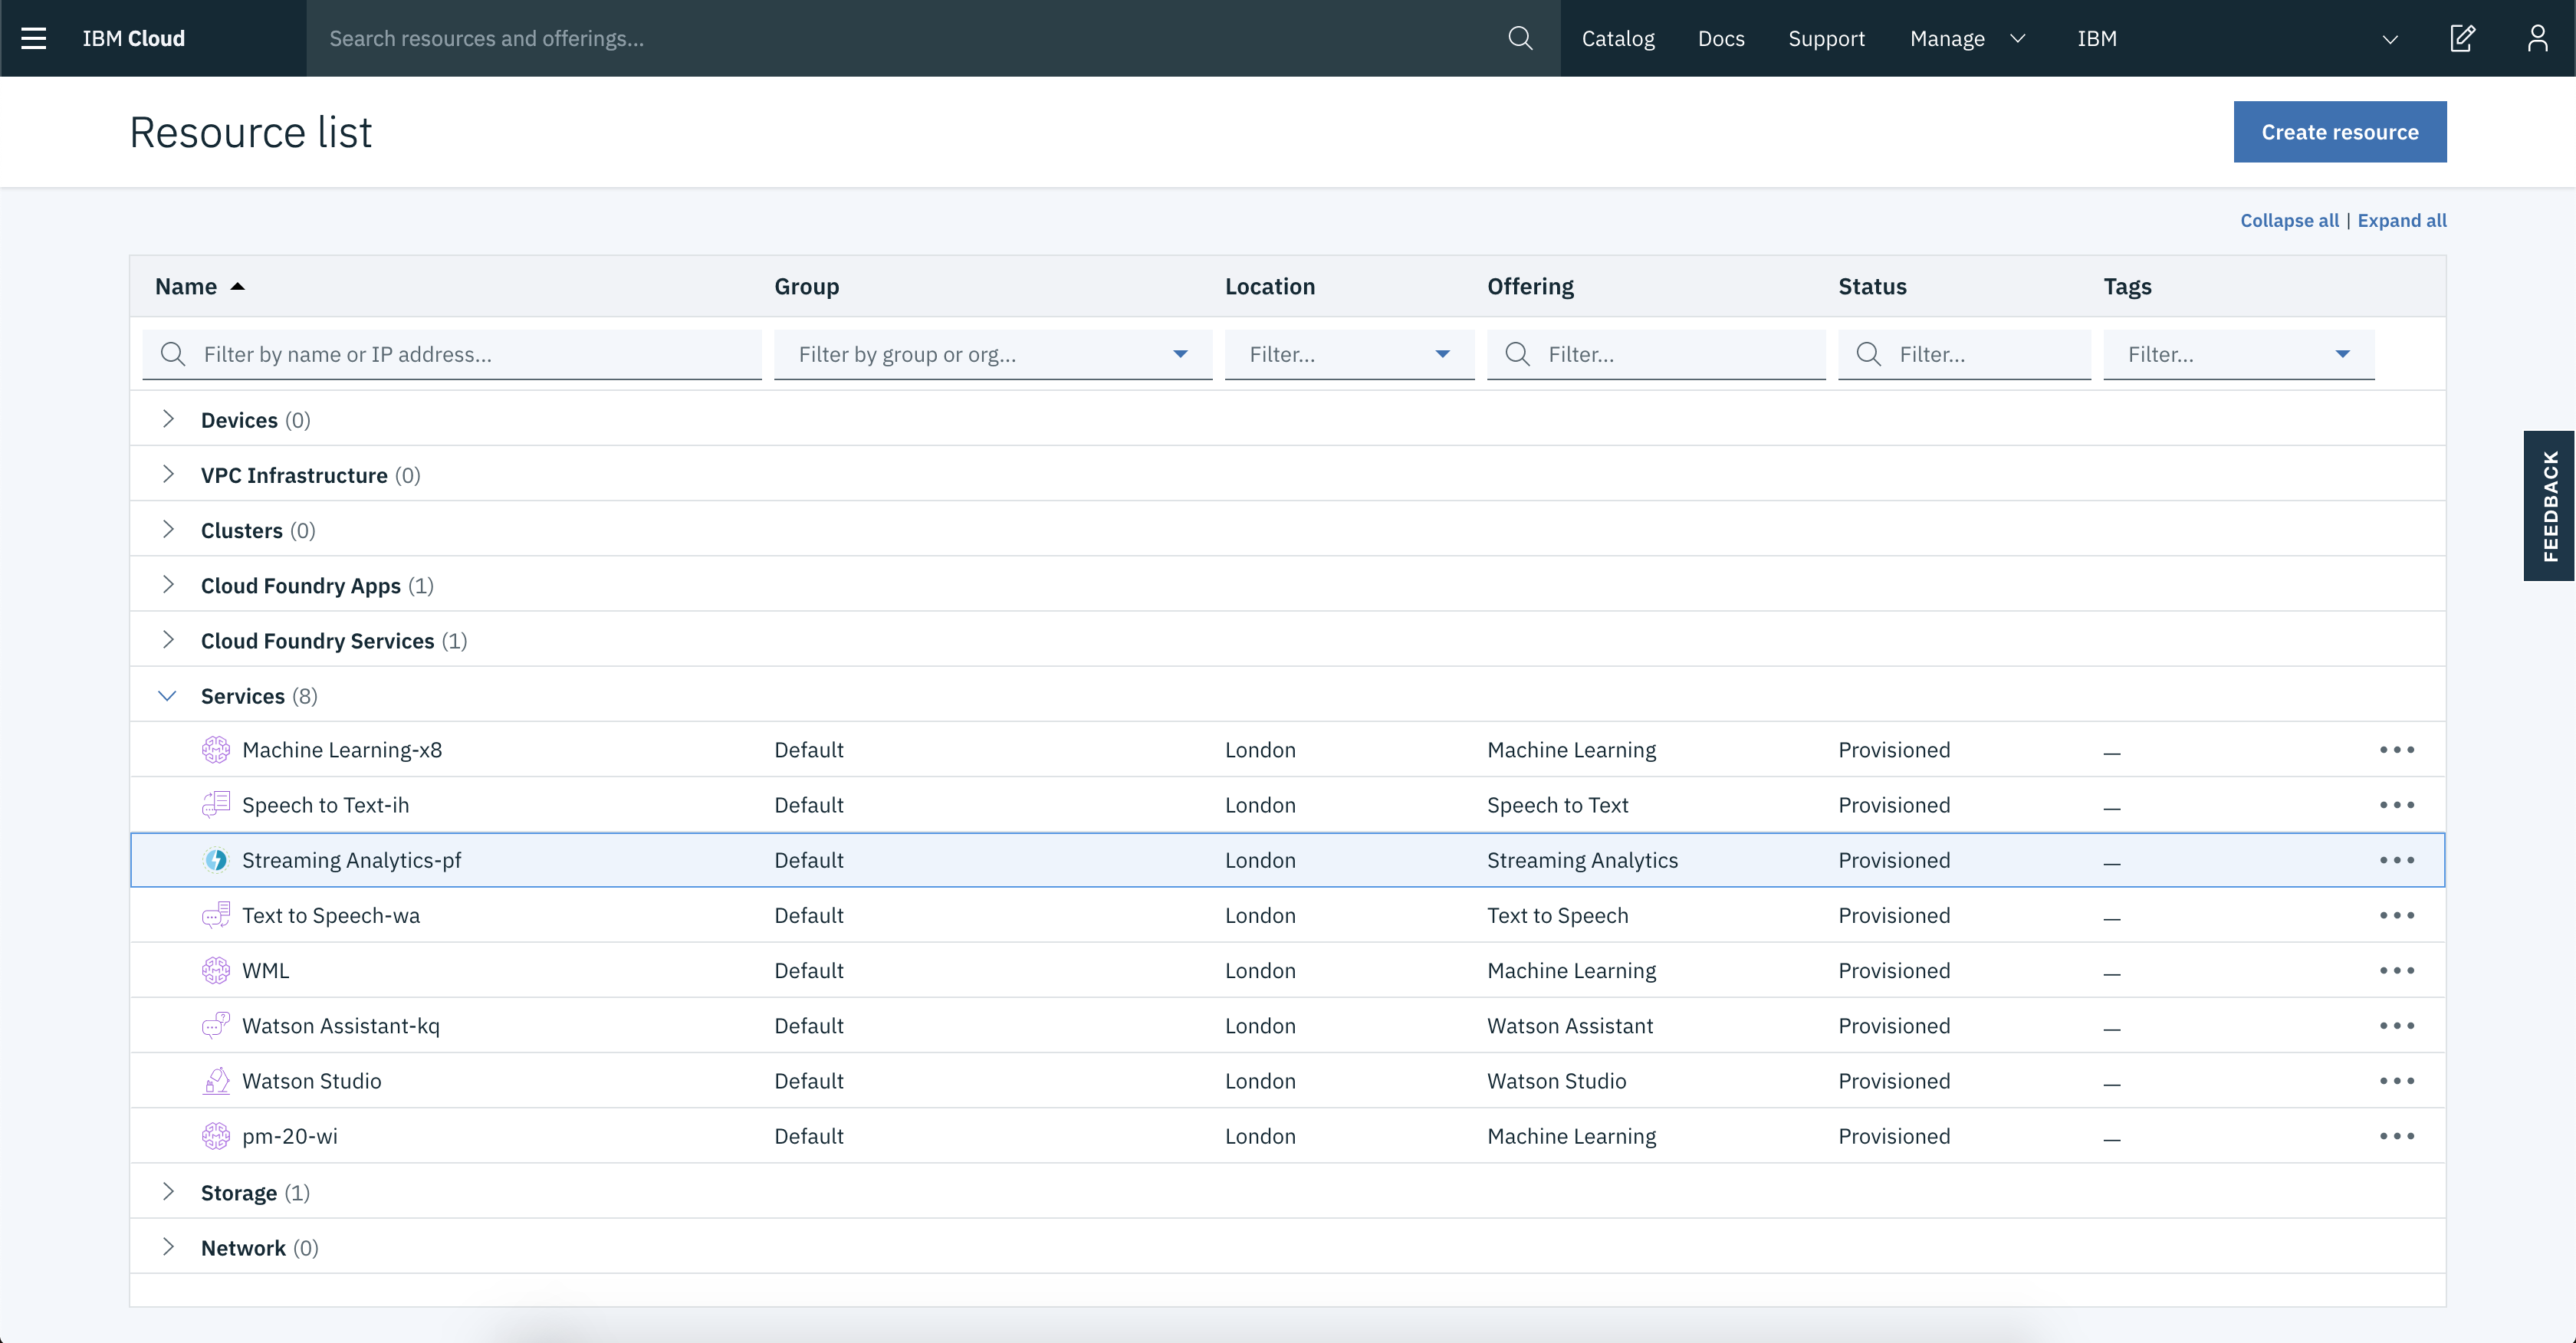 IBM Cloud Search resources and offerings... Catalog Docs Support Manage IBM
Resource list Create resource
Collapse all | Expand all
Name Group Location Offering Status Tags
Filter by name or IP address... Filter by group or org... Filter... Filter... Filter... Filter...
Devices (0)
VPC Infrastructure (0)
FEEDBACK
Clusters (0)
Cloud Foundry Apps (1)
Cloud Foundry Services (1)
Services (8)
Machine Learning-x8 Default London Machine Learning Provisioned —
Speech to Text-ih Default London Speech to Text Provisioned —
Streaming Analytics-pf Default London Streaming Analytics Provisioned —
Text to Speech-wa Default London Text to Speech Provisioned —
WML Default London Machine Learning Provisioned —
Watson Assistant-kq Default London Watson Assistant Provisioned —
Watson Studio Default London Watson Studio Provisioned —
pm-20-wi Default London Machine Learning Provisioned —
Storage (1)
Network (0)